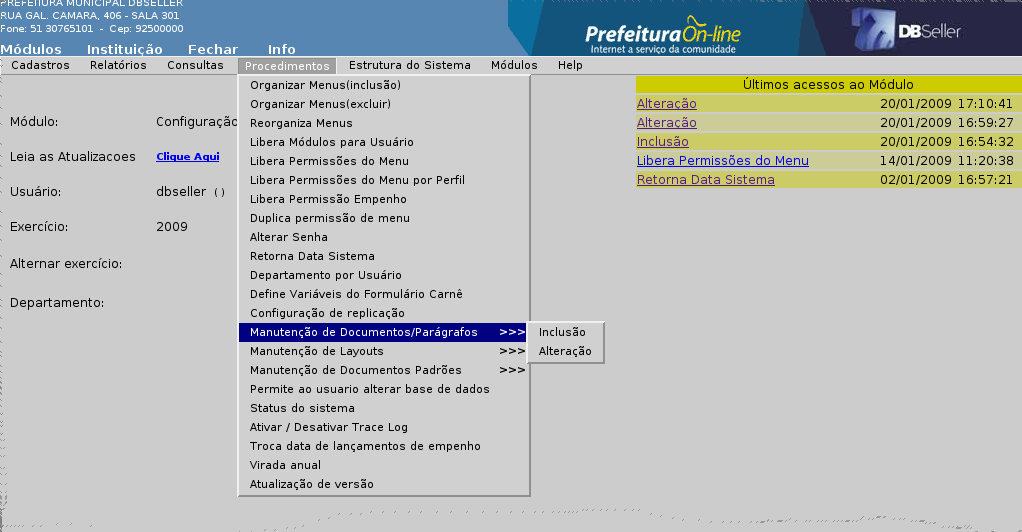 PREFEITURA MUNICIPAL DBSELLER
RUA GAL. CAMARA, 406 - SALA 301
Fone: 51 30765101 - Cep: 92500000
Prefeitura On-line
Internet a serviço da comunidade
DBSeller
Módulos Instituição Fechar Info
Cadastros Relatórios Consultas Procedimentos Estrutura do Sistema Módulos Help
Módulo: Configuração
Leia as Atualizacoes Clique Aqui
Usuário: dbseller ( )
Exercício: 2009
Alternar exercício:
Departamento:
Organizar Menus(inclusão)
Organizar Menus(excluir)
Reorganiza Menus
Libera Módulos para Usuário
Libera Permissões do Menu
Libera Permissões do Menu por Perfil
Libera Permissão Empenho
Duplica permissão de menu
Alterar Senha
Retorna Data Sistema
Departamento por Usuário
Define Variáveis do Formulário Carnê
Configuração de replicação
Manutenção de Documentos/Parágrafos >>>
Manutenção de Layouts >>>
Manutenção de Documentos Padrões >>>
Permite ao usuario alterar base de dados
Status do sistema
Ativar / Desativar Trace Log
Troca data de lançamentos de empenho
Virada anual
Atualização de versão
Inclusão
Alteração
Últimos acessos ao Módulo
Alteração 20/01/2009 17:10:41
Alteração 20/01/2009 16:59:27
Inclusão 20/01/2009 16:54:32
Libera Permissões do Menu 14/01/2009 11:20:38
Retorna Data Sistema 02/01/2009 16:57:21